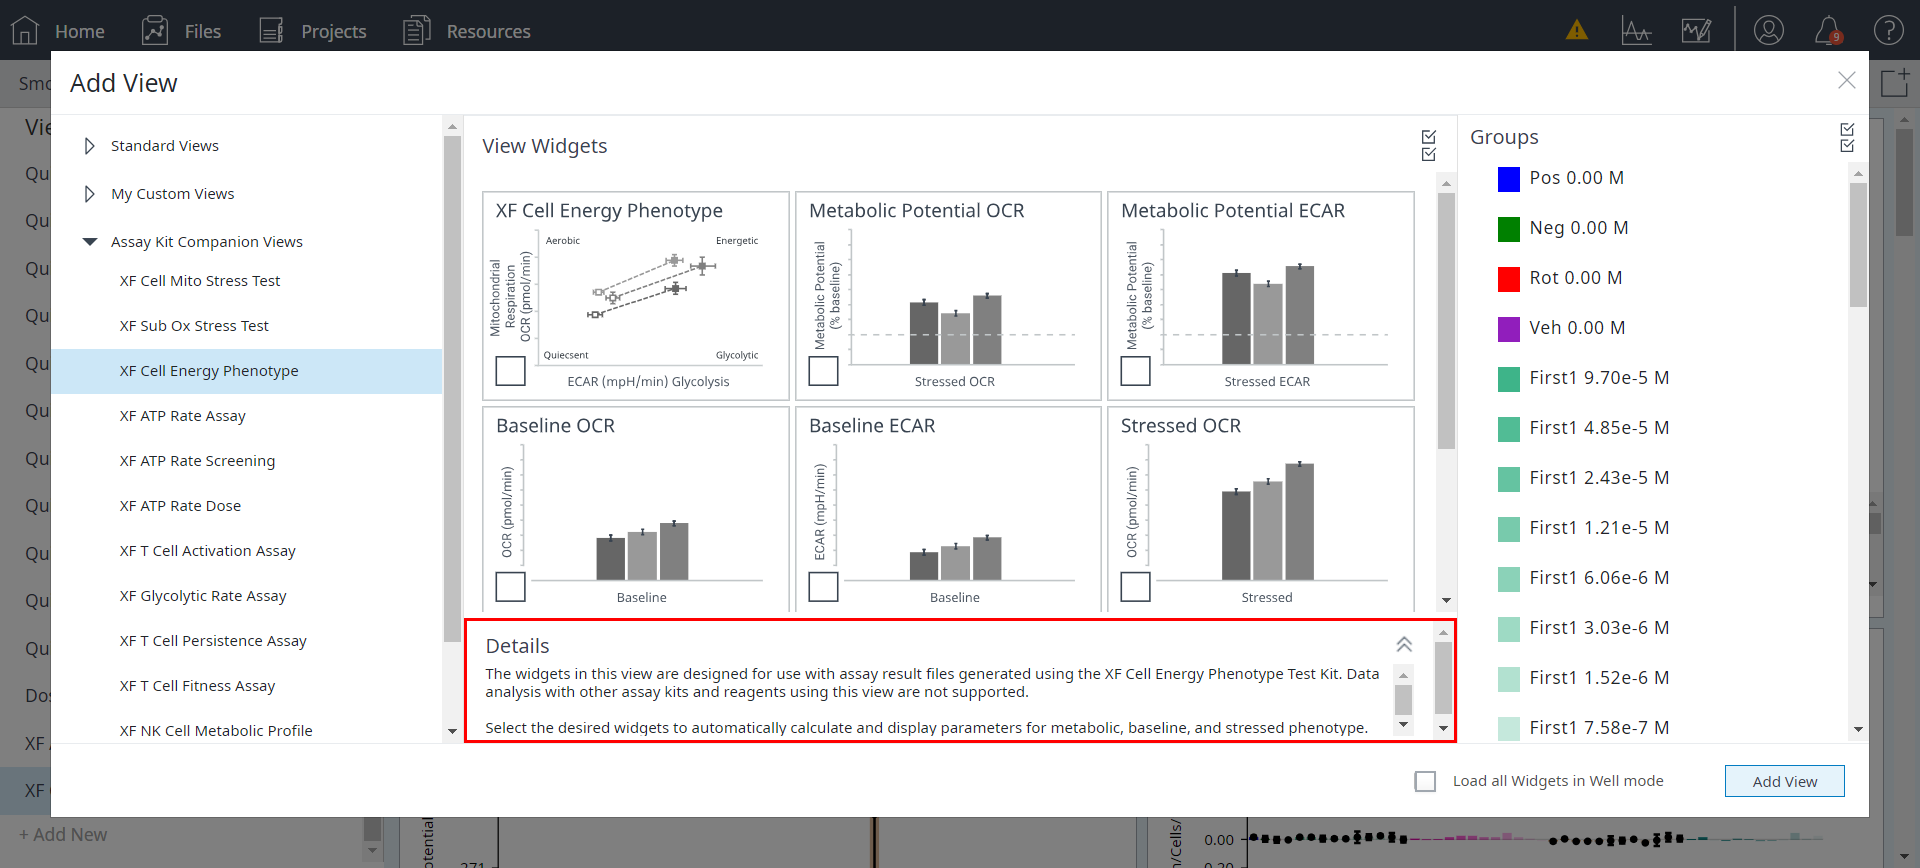 Home
Files
Projects
Resources
9
Add View
Standard Views
My Custom Views
Assay Kit Companion Views
XF Cell Mito Stress Test
XF Sub Ox Stress Test
XF Cell Energy Phenotype
XF ATP Rate Assay
XF ATP Rate Screening
XF ATP Rate Dose
XF T Cell Activation Assay
XF Glycolytic Rate Assay
XF T Cell Persistence Assay
XF T Cell Fitness Assay
XF NK Cell Metabolic Profile
View Widgets
XF Cell Energy Phenotype
Aerobic
Energetic
Mitochondrial
Respiration
OCR (pmol/min)
Quiecsent
Glycolytic
ECAR (mpH/min) Glycolysis
Metabolic Potential OCR
Metabolic Potential
(% baseline)
Stressed OCR
Metabolic Potential ECAR
Metabolic Potential
(% baseline)
Stressed ECAR
Baseline OCR
OCR (pmol/min)
Baseline
Baseline ECAR
ECAR (mpH/min)
Baseline
Stressed OCR
OCR (pmol/min)
Stressed
Details
The widgets in this view are designed for use with assay result files generated using the XF Cell Energy Phenotype Test Kit. Data
analysis with other assay kits and reagents using this view are not supported.
Select the desired widgets to automatically calculate and display parameters for metabolic, baseline, and stressed phenotype.
Groups
Pos 0.00 M
Neg 0.00 M
Rot 0.00 M
Veh 0.00 M
First1 9.70e-5 M
First1 4.85e-5 M
First1 2.43e-5 M
First1 1.21e-5 M
First1 6.06e-6 M
First1 3.03e-6 M
First1 1.52e-6 M
First1 7.58e-7 M
Load all Widgets in Well mode
Add View
Smo
Vie
Qu
Qu
Qu
Qu
Qu
Qu
Qu
Qu
Qu
Qu
Qu
Dos
XF
XF
+ Add New
otential
271
n/Cells/
0.00
0.20